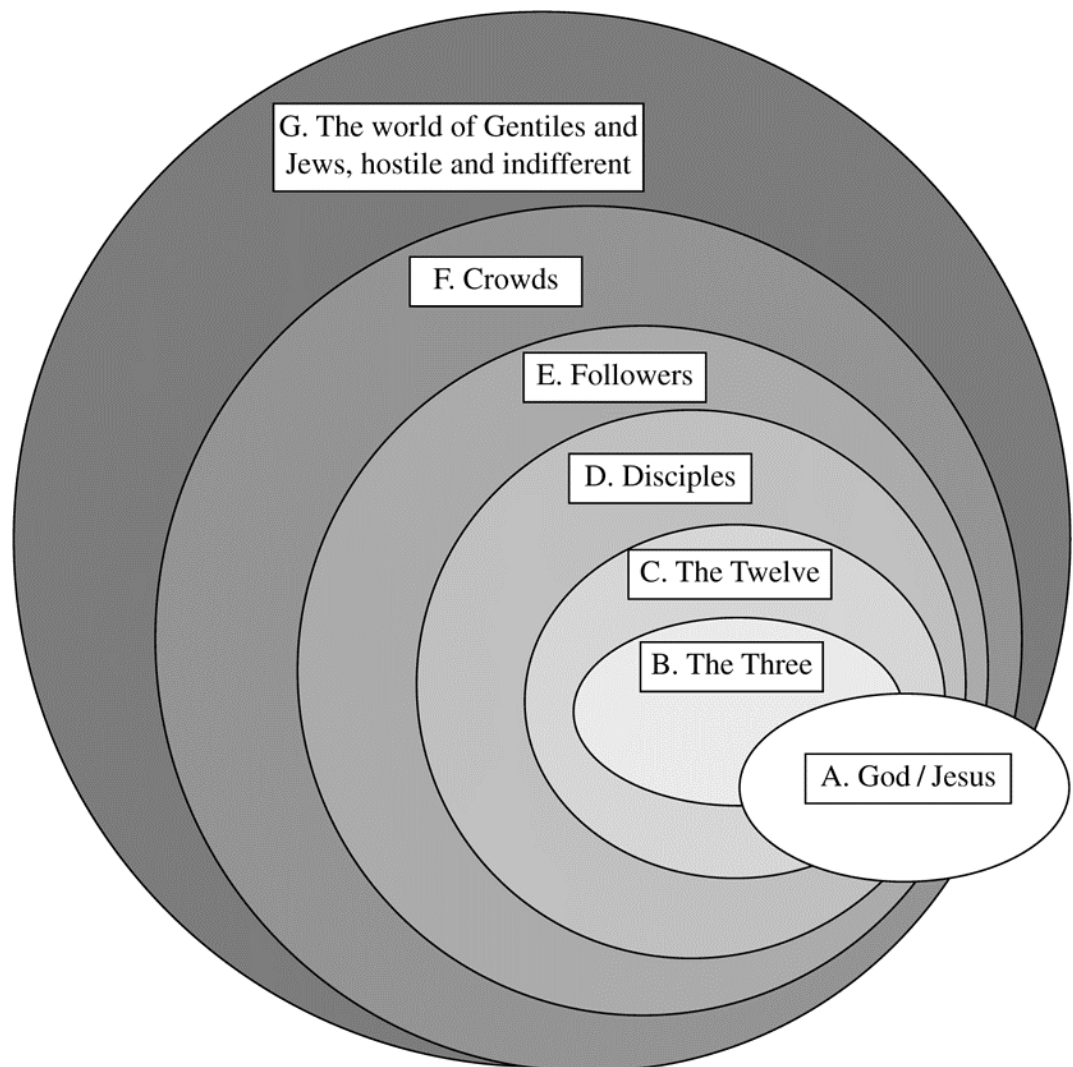 G. The world of Gentiles and
Jews, hostile and indifferent
F. Crowds
E. Followers
D. Disciples
C. The Twelve
B. The Three
A. God / Jesus